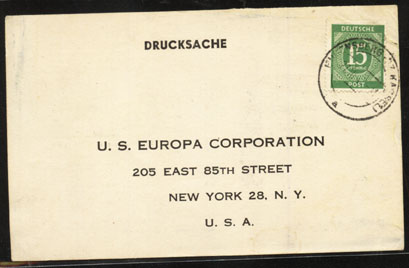 DRUCKSACHE
DEUTSCHE
15
POST
U. S. EUROPA CORPORATION
205 EAST 85TH STREET
NEW YORK 28, N. Y.
U. S. A.